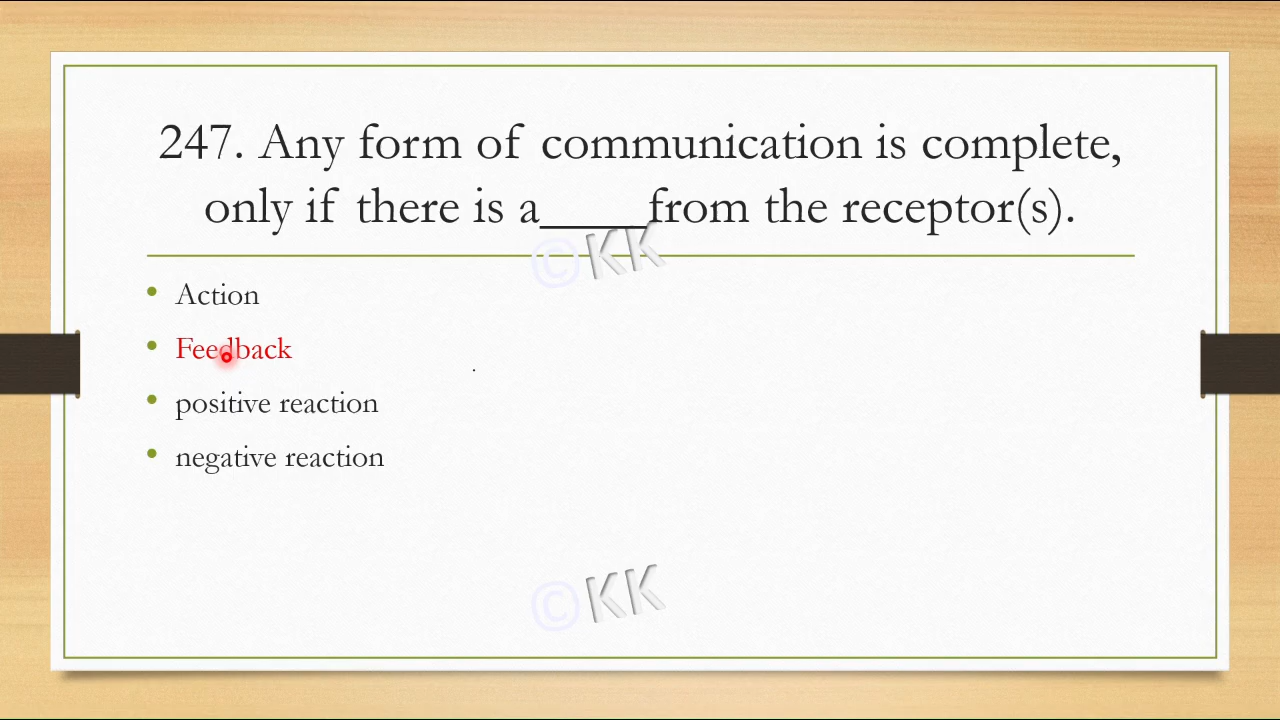 247. Any form of communication is complete,
only if there is a____from the receptor(s).
©KK
• Action
• Feedback
• positive reaction
• negative reaction
©KK